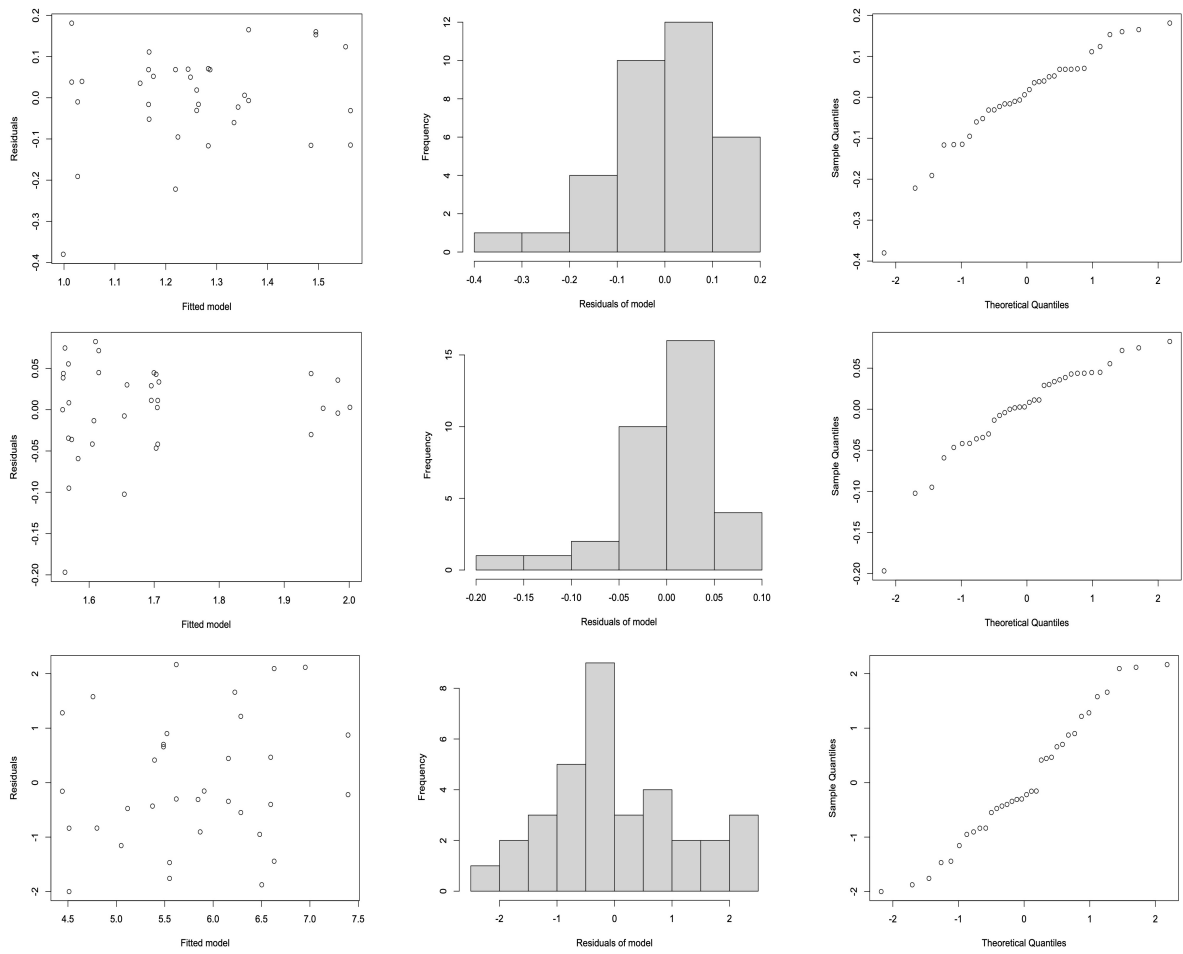 Residuals
0.2
0.1
0.0
-0.1
-0.2
-0.3
-0.4
1.0 1.1 1.2 1.3 1.4 1.5
Fitted model
Frequency
12
10
8
6
4
2
0
-0.4 -0.3 -0.2 -0.1 0.0 0.1 0.2
Residuals of model
Sample Quantiles
0.2
0.1
0.0
-0.1
-0.2
-0.3
-0.4
-2 -1 0 1 2
Theoretical Quantiles
Residuals
0.05
0.00
-0.05
-0.10
-0.15
-0.20
1.6 1.7 1.8 1.9 2.0
Fitted model
Frequency
15
10
5
0
-0.20 -0.10 -0.05 0.00 0.05 0.10
Residuals of model
Sample Quantiles
0.05
0.00
-0.05
-0.10
-0.15
-0.20
-2 -1 0 1 2
Theoretical Quantiles
Residuals
2
1
0
-1
-2
4.5 5.0 5.5 6.0 6.5 7.0 7.5
Fitted model
Frequency
8
6
4
2
0
-2 -1 0 1 2
Residuals of model
Sample Quantiles
2
1
0
-1
-2
-2 -1 0 1 2
Theoretical Quantiles